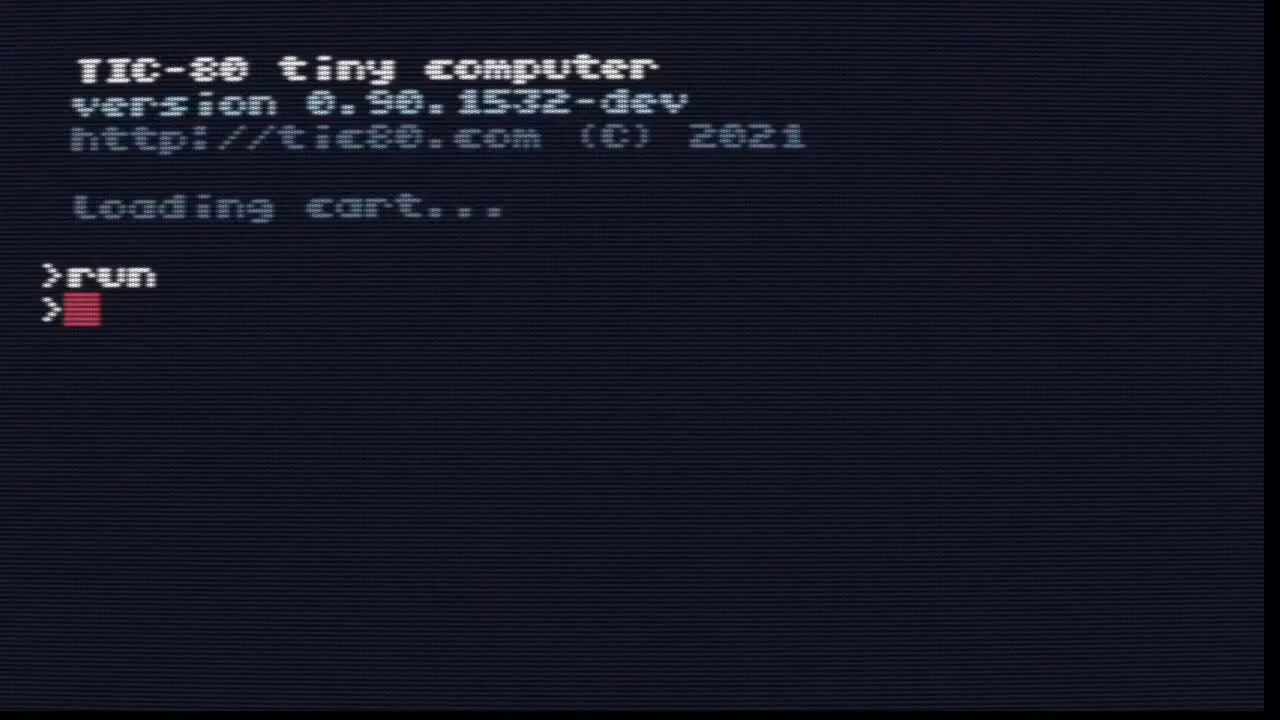 TIC-80 tiny computer
version 0.90.1532-dev
http://tic80.com (C) 2021
Loading cart...
>run
>